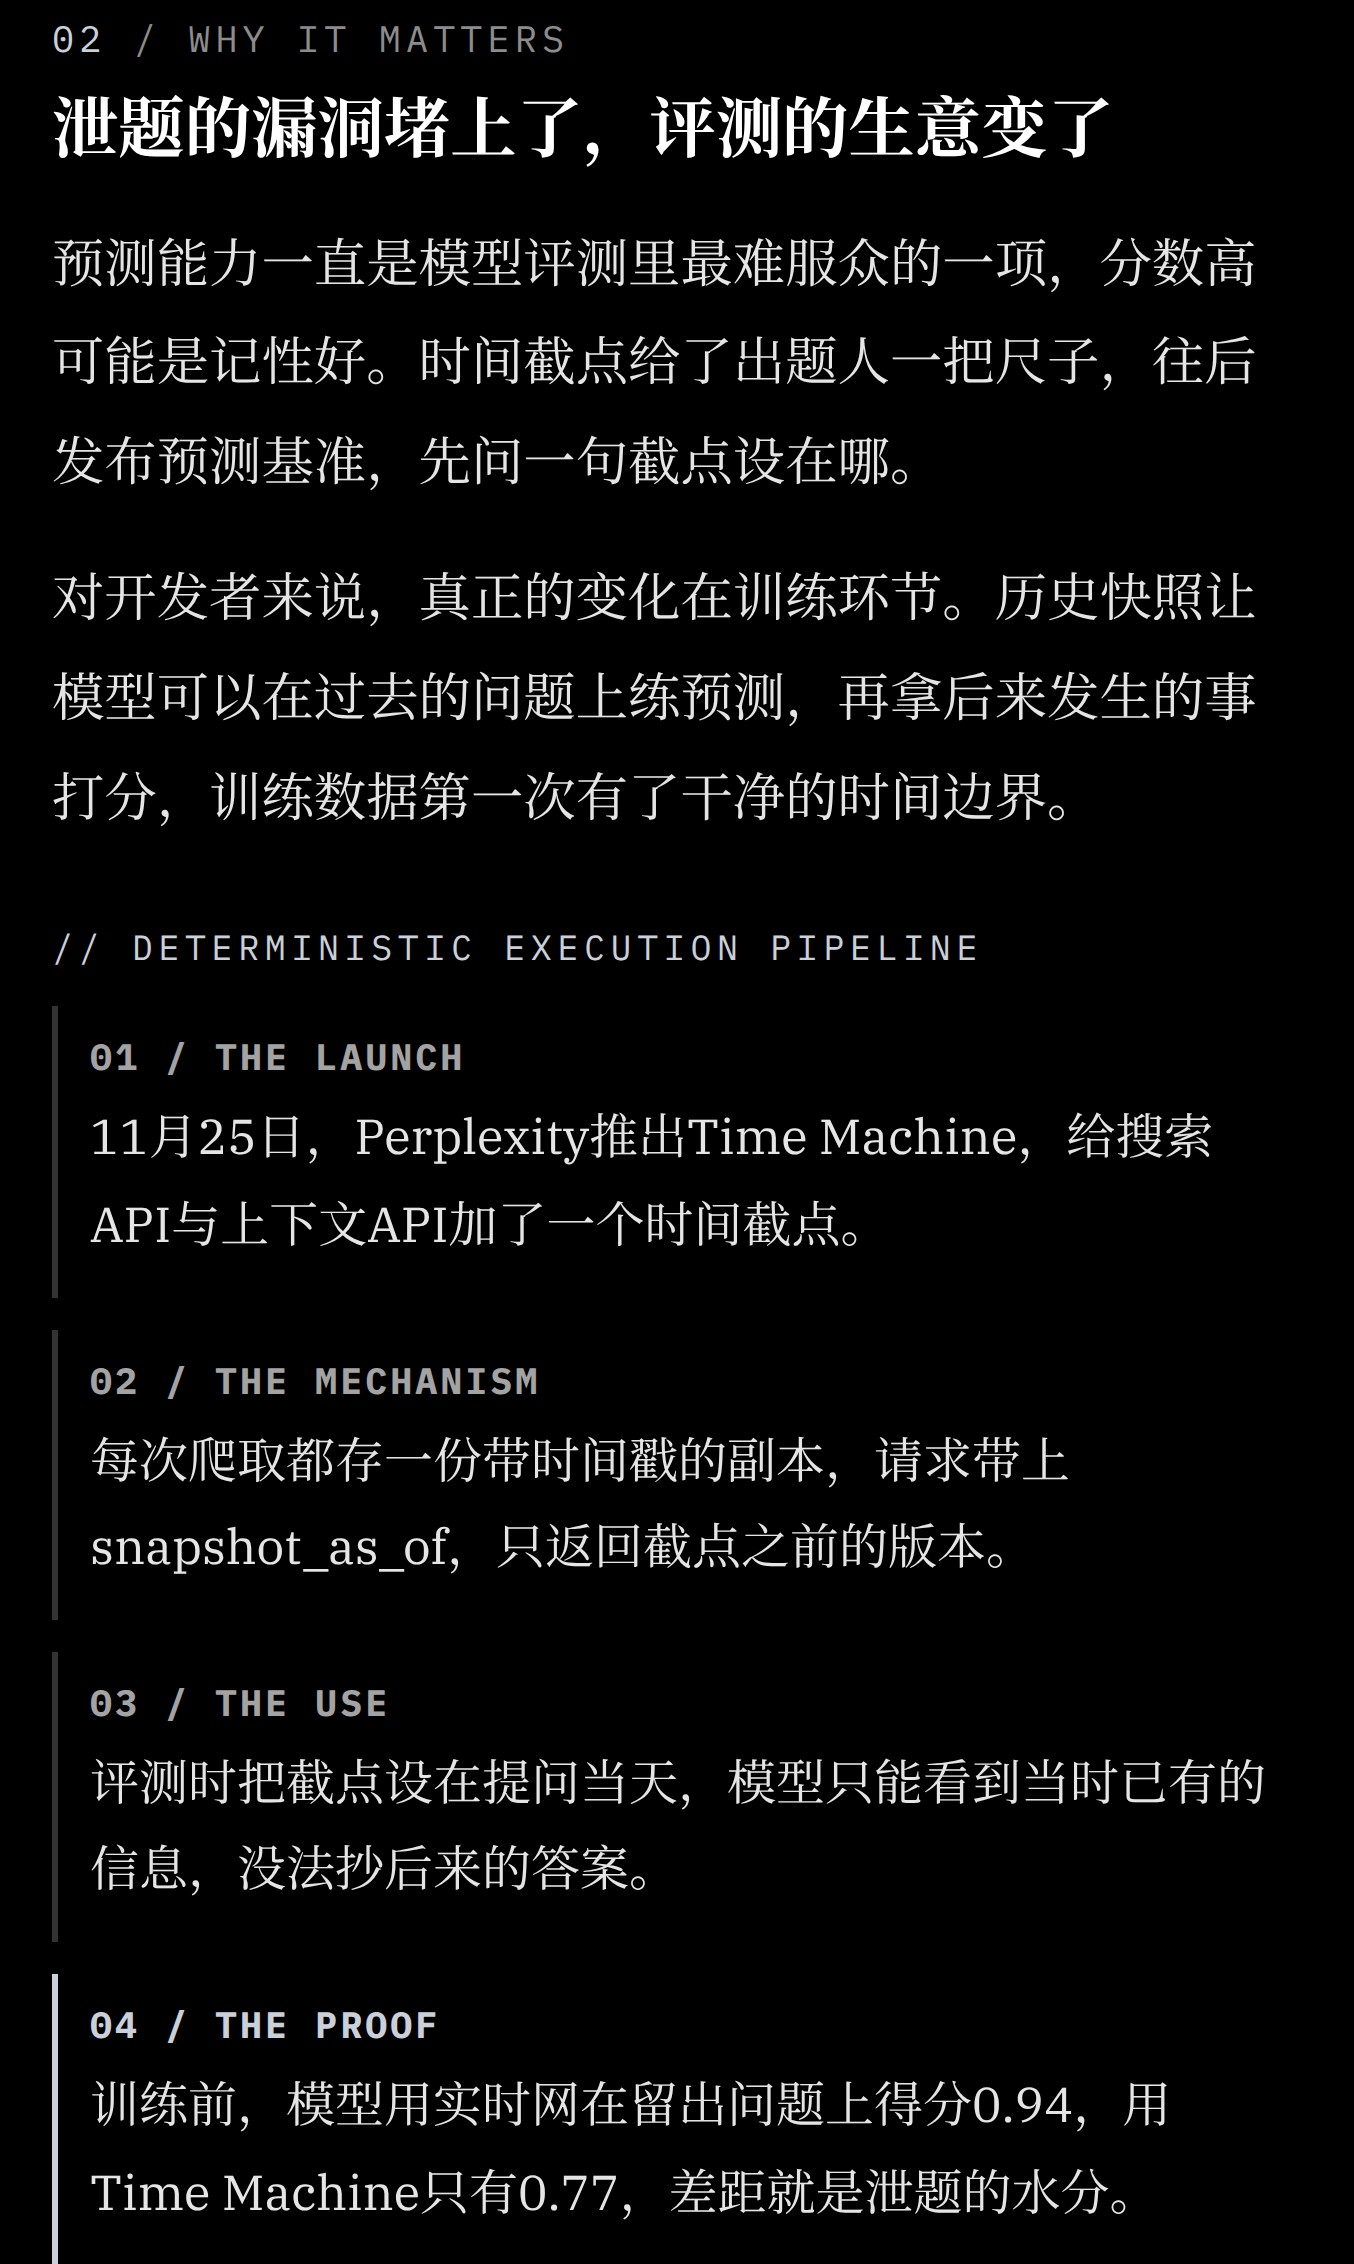 02 / WHY IT MATTERS
泄题的漏洞堵上了，评测的生意变了
预测能力一直是模型评测里最难服众的一项，分数高
可能是记性好。时间截点给了出题人一把尺子，往后
发布预测基准，先问一句截点设在哪。
对开发者来说，真正的变化在训练环节。历史快照让
模型可以在过去的问题上练预测，再拿后来发生的事
打分，训练数据第一次有了干净的时间边界。
// DETERMINISTIC EXECUTION PIPELINE
01 / THE LAUNCH
11月25日，Perplexity推出Time Machine，给搜索
API与上下文API加了一个时间截点。
02 / THE MECHANISM
每次爬取都存一份带时间戳的副本，请求带上
snapshot_as_of，只返回截点之前的版本。
03 / THE USE
评测时把截点设在提问当天，模型只能看到当时已有的
信息，没法抄后来的答案。
04 / THE PROOF
训练前，模型用实时网在留出问题上得分0.94，用
Time Machine只有0.77，差距就是泄题的水分。